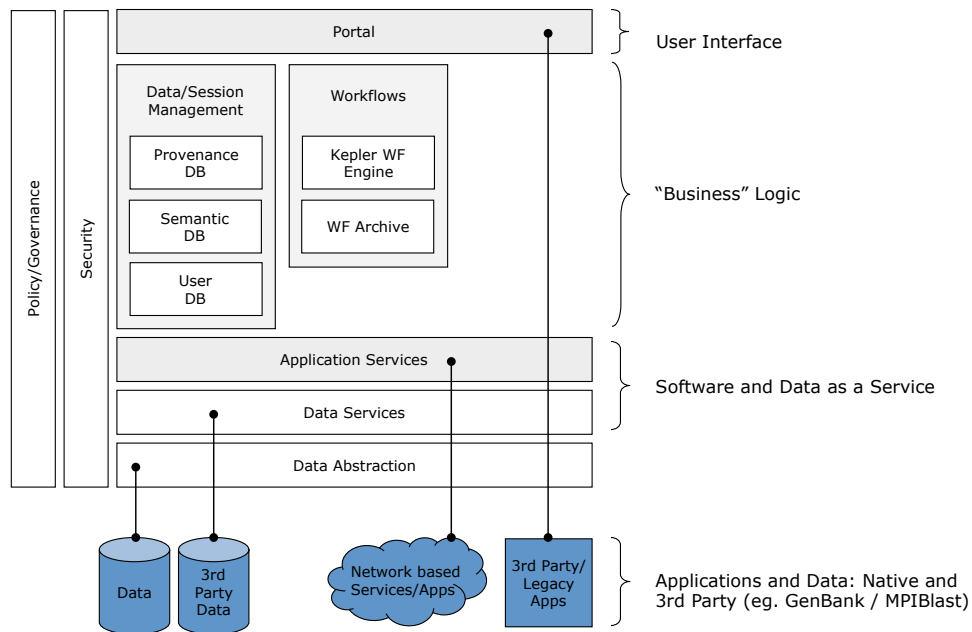 Portal
User Interface
Data/Session
Management
Provenance
DB
Semantic
DB
User
DB
Workflows
Kepler WF
Engine
WF Archive
“Business” Logic
Policy/Governance
Security
Application Services
Data Services
Software and Data as a Service
Data Abstraction
Data
3rd
Party
Data
Network based
Services/Apps
3rd Party/
Legacy
Apps
Applications and Data: Native and
3rd Party (eg. GenBank / MPIBlast)